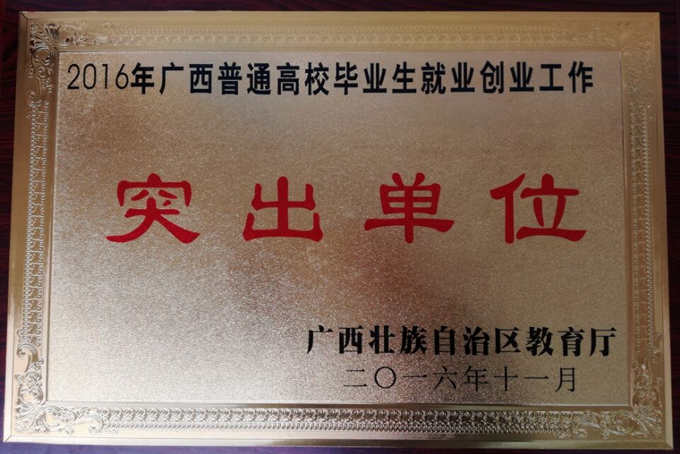 2016年广西普通高校毕业生就业创业工作
突出单位
广西壮族自治区教育厅
二〇一六年十一月